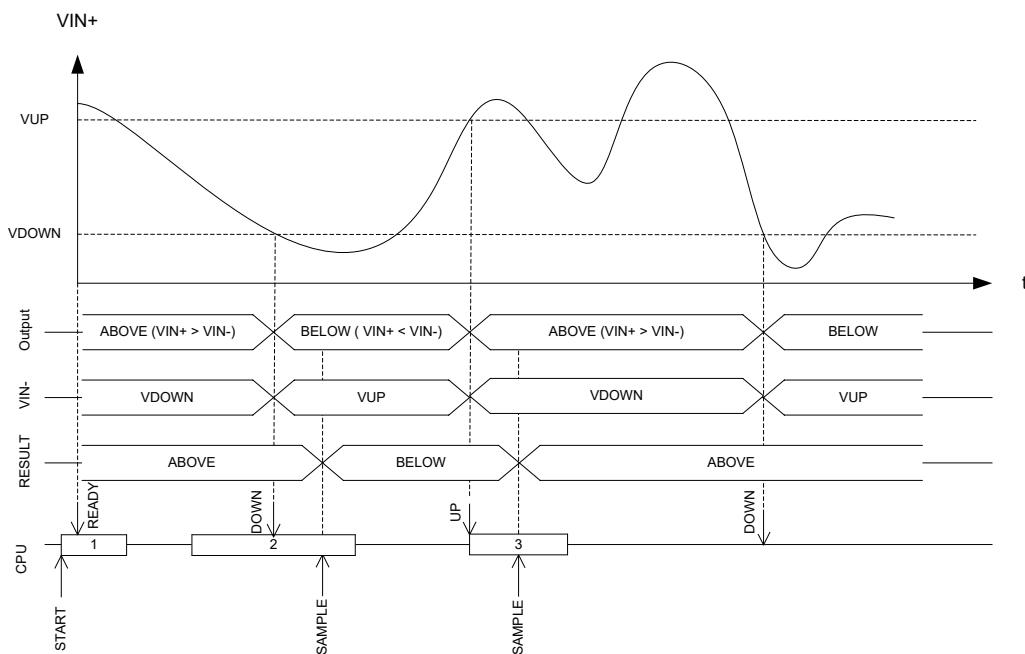 VIN+
VUP
VDOWN
t
Output
ABOVE (VIN+ > VIN-)
BELOW ( VIN+ < VIN-)
ABOVE (VIN+ > VIN-)
BELOW
VIN-
VDOWN
VUP
VDOWN
VUP
RESULT
ABOVE
BELOW
ABOVE
READY
DOWN
UP
DOWN
CPU
1
2
3
START
SAMPLE
SAMPLE